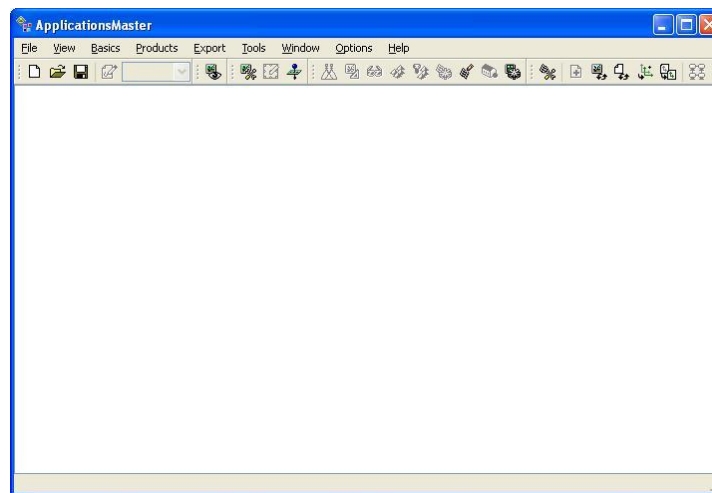 ApplicationsMaster
File View Basics Products Export Tools Window Options Help